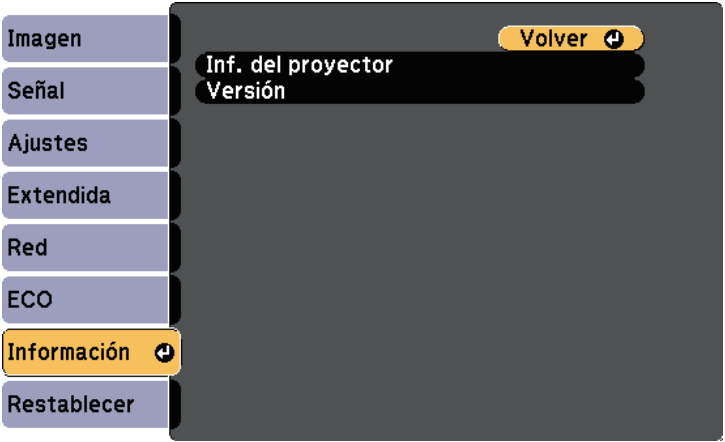 Imagen
Señal
Ajustes
Extendida
Red
ECO
Información
Restablecer
Volver
Inf. del proyector
Versión